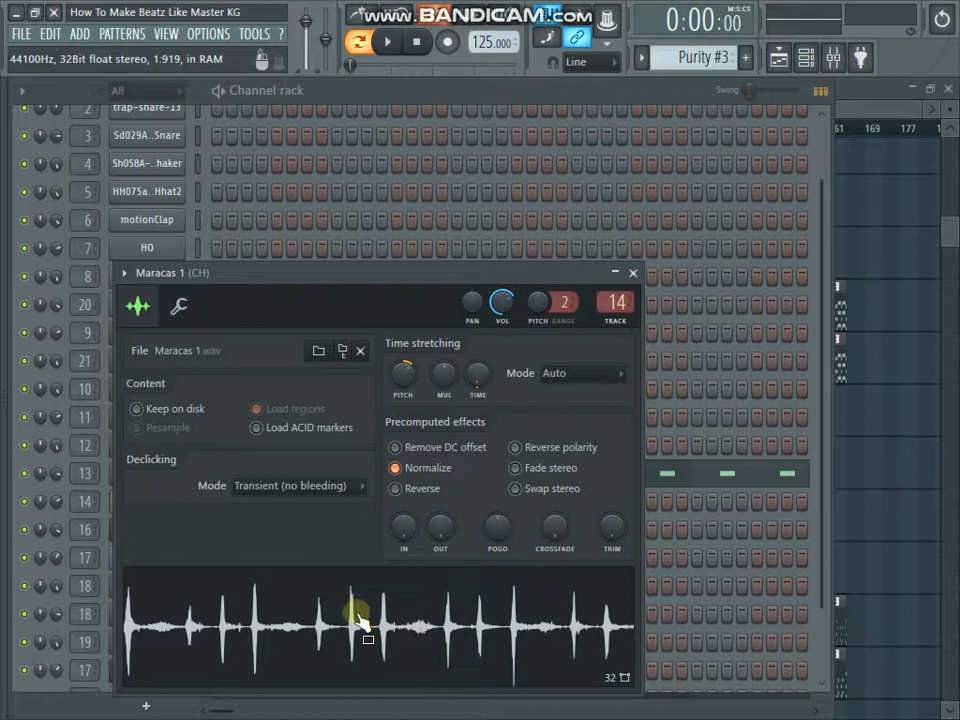 How To Make Beatz Like Master KG
www.BANDICAM.com
0:00:00
M:S:CS
FILE EDIT ADD PATTERNS VIEW OPTIONS TOOLS ?
125.000
44100Hz, 32Bit float stereo, 1:919, in RAM
Line
Purity #3
All
Channel rack
Swing
2 trap-snare-13
3 Sd029A..Snare
61 169 177
4 Sh058A-..haker
5 HH075a..Hhat2
6 motionClap
7 HO
8
20
9
21
10
11
12
13
14
16
17
18
18
19
17
Maracas 1 (CH)
2
14
PAN VOL PITCH RANGE TRACK
File Maracas 1.wav
Time stretching
Mode Auto
PITCH MUL TIME
Content
Keep on disk
Load regions
Resample
Load ACID markers
Precomputed effects
Remove DC offset
Reverse polarity
Normalize
Fade stereo
Reverse
Swap stereo
Declicking
Mode Transient (no bleeding)
IN OUT POGO CROSSFADE TRIM
32